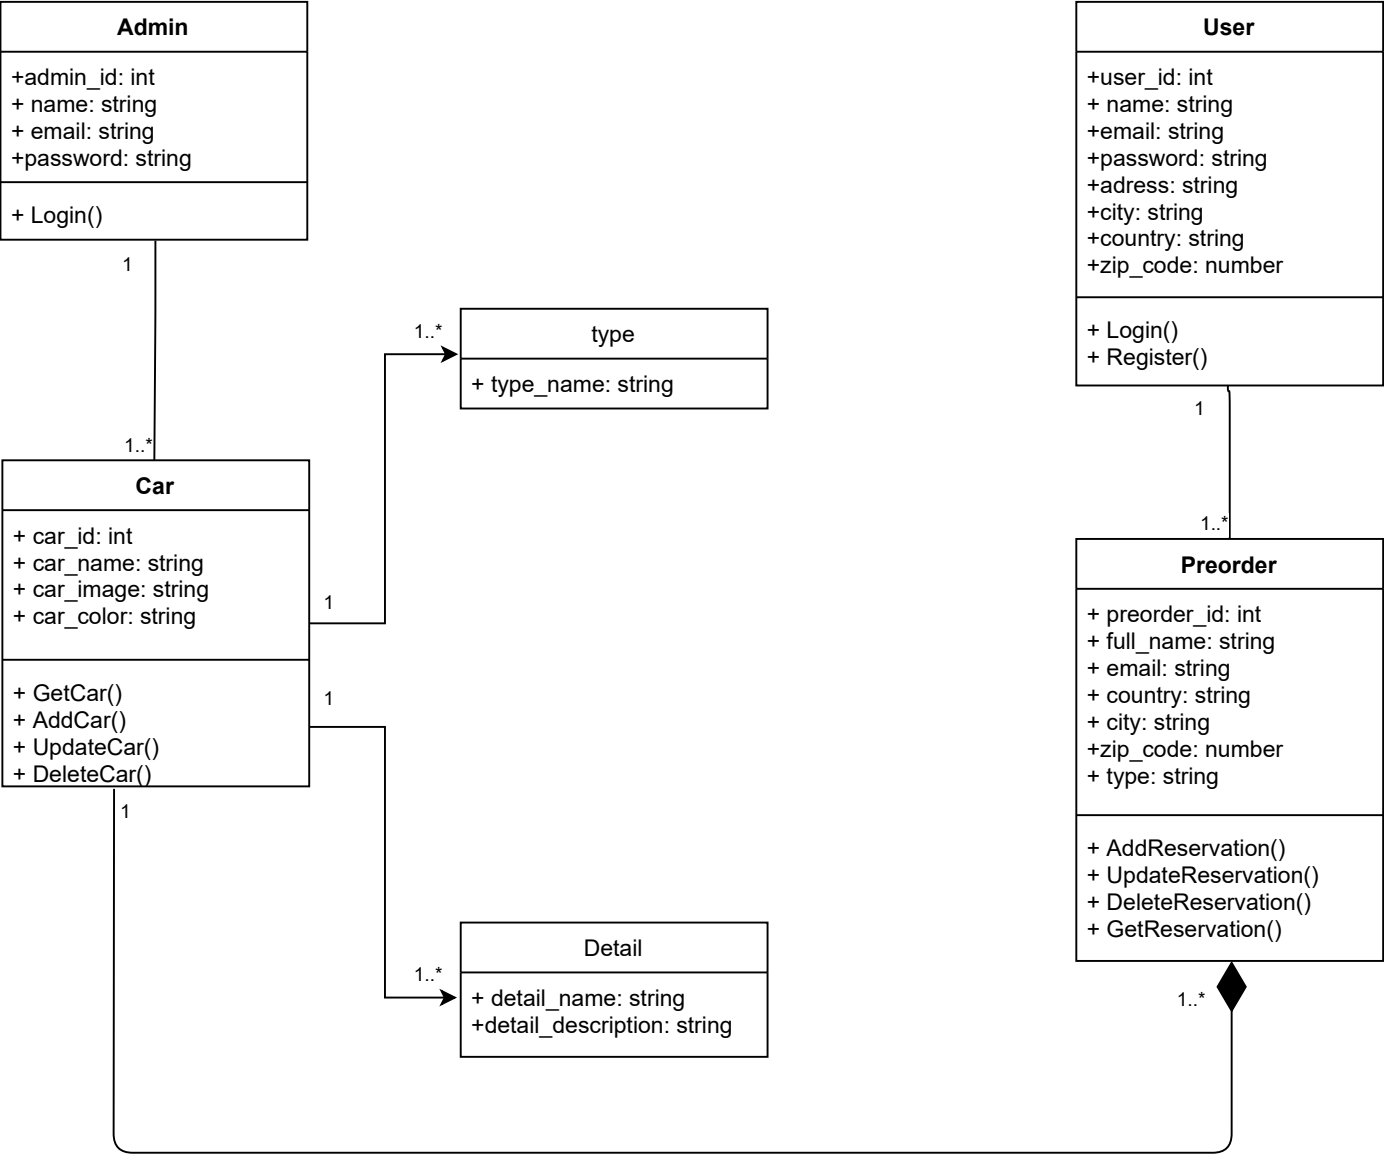 Admin
+admin_id: int
+ name: string
+ email: string
+password: string
+ Login()
1
1..*
Car
+ car_id: int
+ car_name: string
+ car_image: string
+ car_color: string
+ GetCar()
+ AddCar()
+ UpdateCar()
+ DeleteCar()
1
1
1
1..*
type
+ type_name: string
1..*
Detail
+ detail_name: string
+detail_description: string
User
+user_id: int
+ name: string
+email: string
+password: string
+adress: string
+city: string
+country: string
+zip_code: number
+ Login()
+ Register()
1
1..*
Preorder
+ preorder_id: int
+ full_name: string
+ email: string
+ country: string
+ city: string
+zip_code: number
+ type: string
+ AddReservation()
+ UpdateReservation()
+ DeleteReservation()
+ GetReservation()
1..*